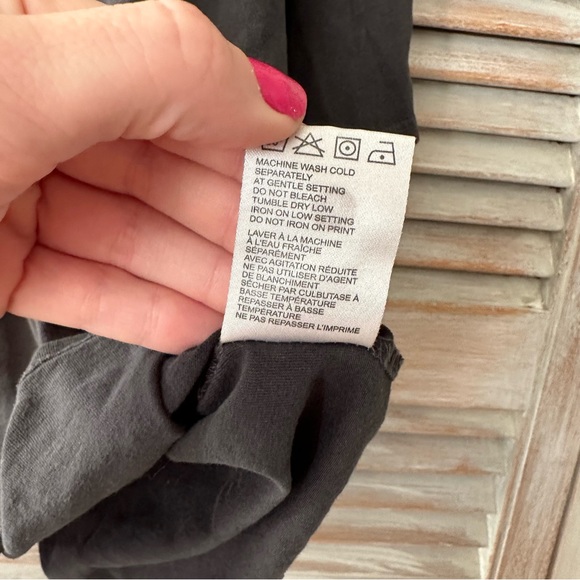 MACHINE WASH COLD
SEPARATELY
AT GENTLE SETTING
DO NOT BLEACH
TUMBLE DRY LOW
IRON ON LOW SETTING
DO NOT IRON ON PRINT
LAVER À LA MACHINE
À L'EAU FRAÎCHE
SÉPARÉMENT
AVEC AGITATION RÉDUITE
NE PAS UTILISER D'AGENT
DE BLANCHIMENT
SÉCHER PAR CULBUTASE À
BASSE TEMPÉRATURE
REPASSER À BASSE
TEMPÉRATURE
NE PAS REPASSER L'IMPRIMÉ